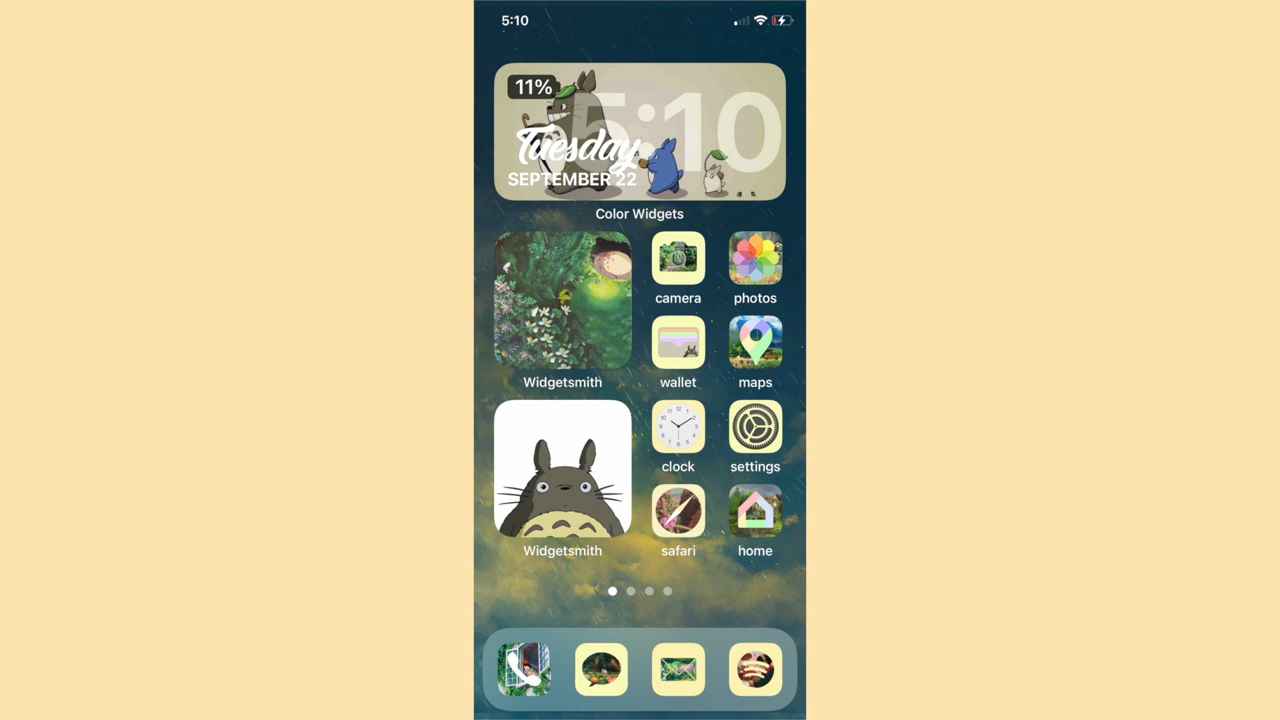 5:10
11%
5:10
Tuesday
SEPTEMBER 22
Color Widgets
camera
photos
Widgetsmith
wallet
maps
clock
settings
Widgetsmith
safari
home